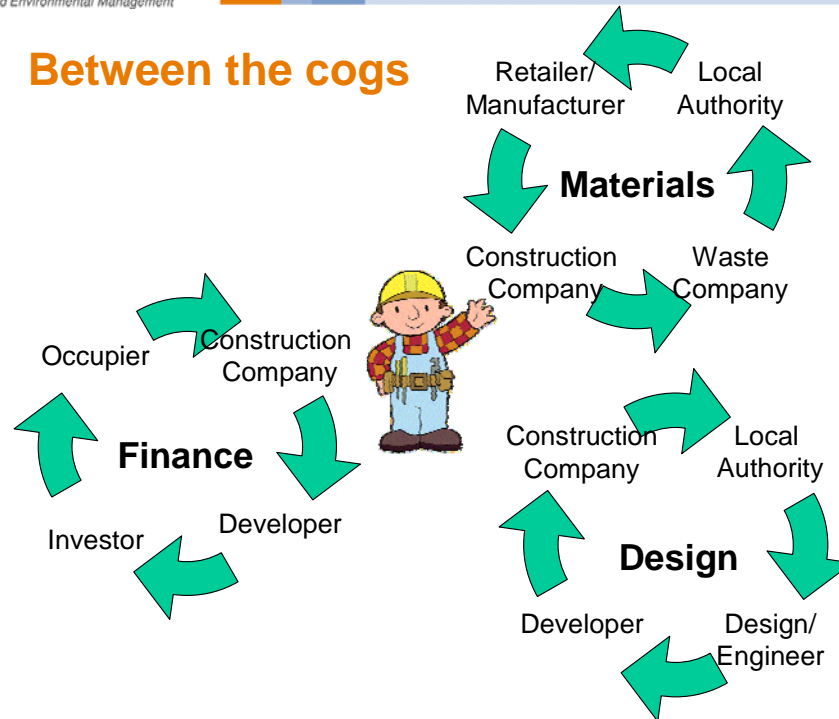 d Environmental Management
Between the cogs
Retailer/
Manufacturer
Local
Authority
Materials
Construction
Company
Waste
Company
Occupier
Construction
Company
Finance
Investor
Developer
Construction
Company
Local
Authority
Design
Developer
Design/
Engineer